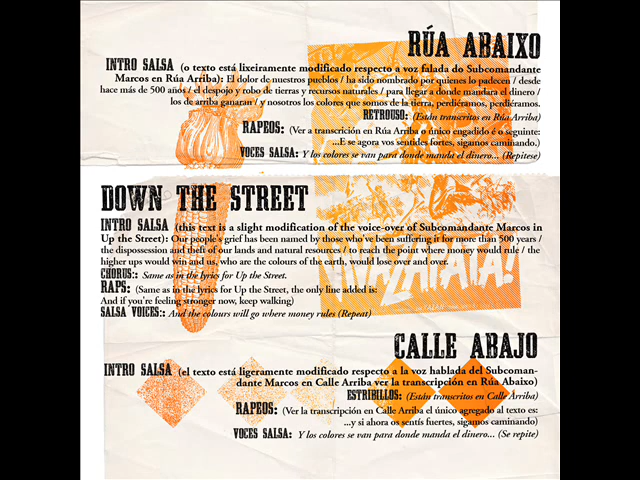 RÚA ABAIXO
INTRO SALSA (o texto está lixeiramente modificado respecto a voz falada do Subcomandante
Marcos en Rúa Arriba): El dolor de nuestros pueblos / ha sido nombrado por quienes lo padecen / desde
hace más de 500 años / el despojo y robo de tierras y recursos naturales / para llegar a donde mandara el dinero /
los de arriba ganaran / y nosotros los colores que somos de la tierra, perdiéramos, perdiéramos.
RETROUSO: (Están transcritos en Rúa Arriba)
RAPEOS: (Ver a transcrición en Rúa Arriba o único engadido é o seguinte:
...E se agora vos sentides fortes, sigamos caminando.)
VOCES SALSA: Y los colores se van para donde manda el dinero... (Repitese)
DOWN THE STREET
INTRO SALSA (this text is a slight modification of the voice-over of Subcomandante Marcos in
Up the Street): Our people's grief has been named by those who've been suffering it for more than 500 years /
the dispossession and theft of our lands and natural resources / to reach the point where money would rule / the
higher ups would win and us, who are the colours of the earth, would lose over and over.
CHORUS:: Same as in the lyrics for Up the Street.
RAPS: (Same as in the lyrics for Up the Street, the only line added is:
And if you're feeling stronger now, keep walking)
SALSA VOICES:: And the colours will go where money rules (Repeat)
ZAPATA!
CALLE ABAJO
INTRO SALSA (el texto está ligeramente modificado respecto a la voz hablada del Subcoman-
dante Marcos en Calle Arriba ver la transcripción en Rúa Abaixo)
ESTRIBILLOS: (Están transcritos en Calle Arriba)
RAPEOS: (Ver la transcripción en Calle Arriba el único agregado al texto es:
...y si ahora os sentís fuertes, sigamos caminando)
VOCES SALSA: Y los colores se van para donde manda el dinero... (Se repite)